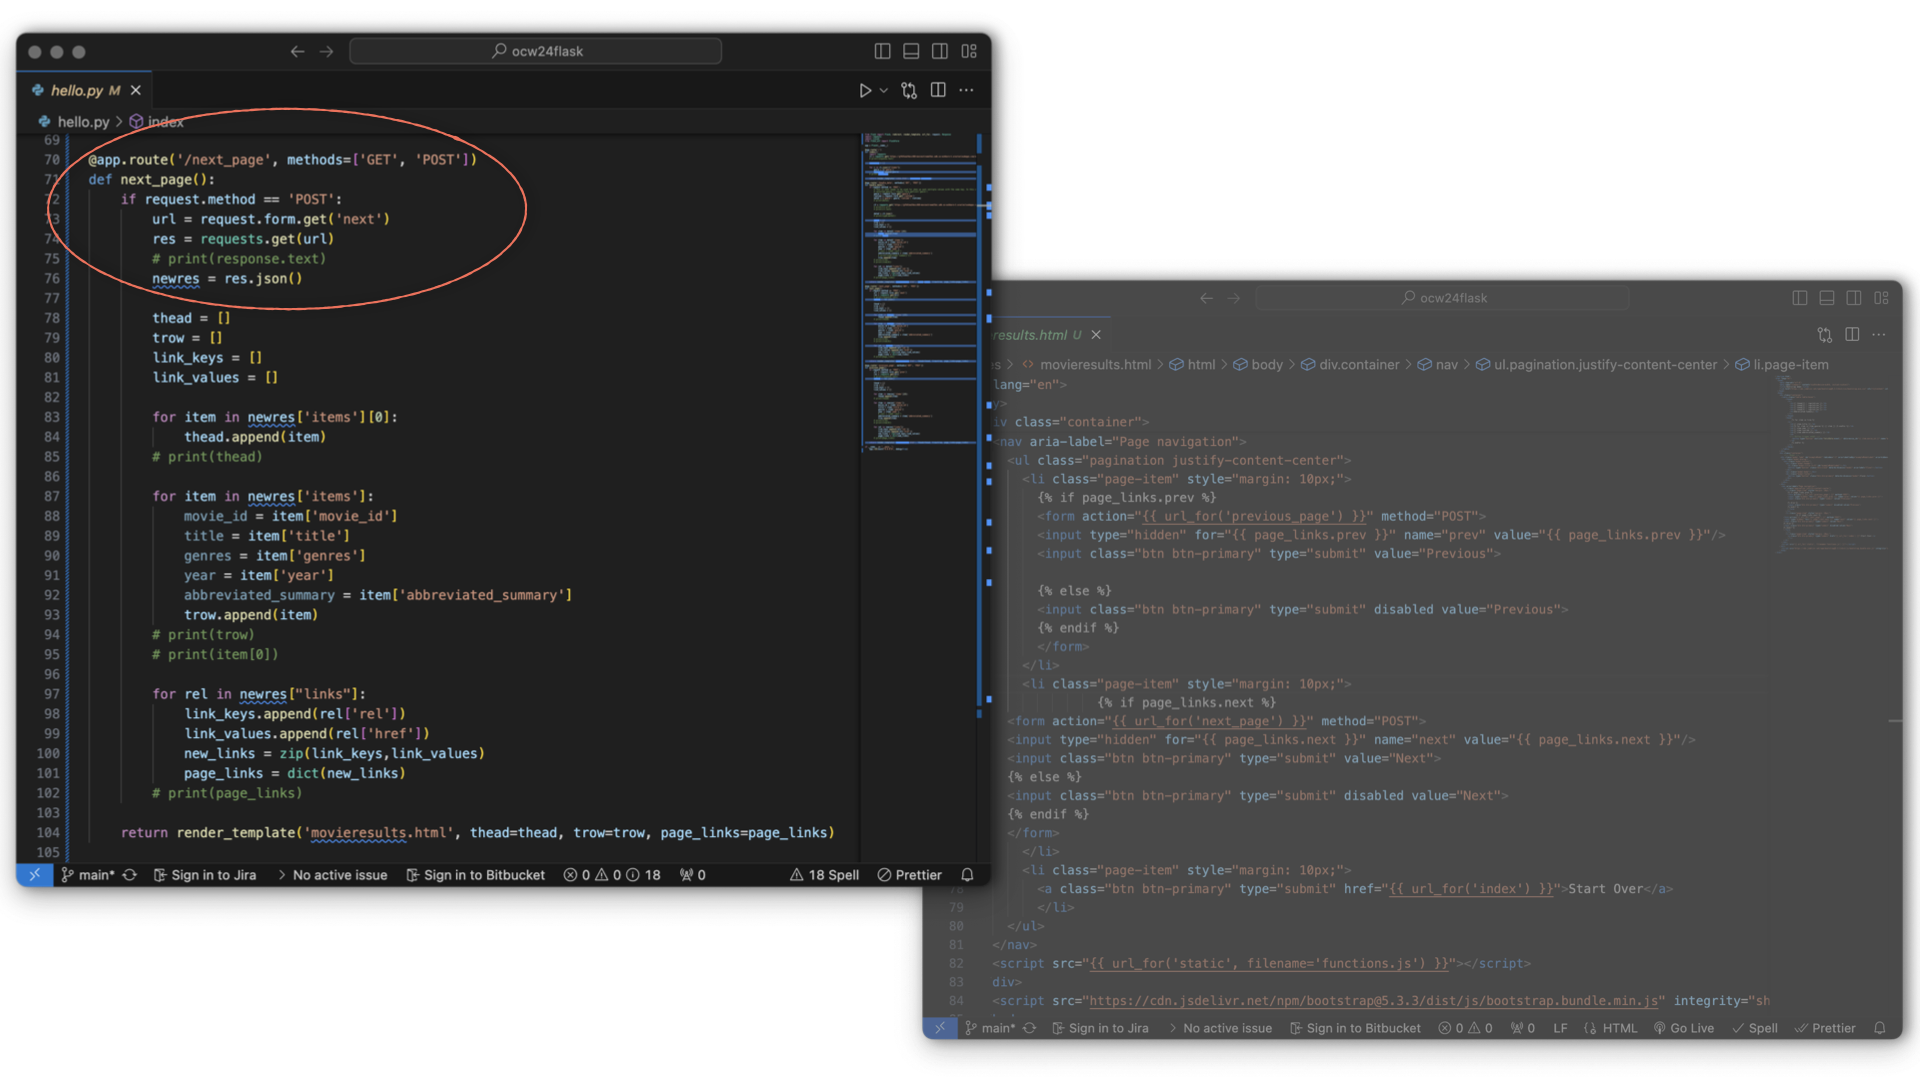 ocw24flask
hello.py M
hello.py > index
69
70 @app.route('/next_page', methods=['GET', 'POST'])
71 def next_page():
72 if request.method == 'POST':
73 url = request.form.get('next')
74 res = requests.get(url)
75 # print(response.text)
76 newres = res.json()
77
78 thead = []
79 trow = []
80 link_keys = []
81 link_values = []
82
83 for item in newres['items'][0]:
84 thead.append(item)
85 # print(thead)
86
87 for item in newres['items']:
88 movie_id = item['movie_id']
89 title = item['title']
90 genres = item['genres']
91 year = item['year']
92 abbreviated_summary = item['abbreviated_summary']
93 trow.append(item)
94 # print(trow)
95 # print(item[0])
96
97 for rel in newres["links"]:
98 link_keys.append(rel['rel'])
99 link_values.append(rel['href'])
100 new_links = zip(link_keys,link_values)
101 page_links = dict(new_links)
102 # print(page_links)
103
104 return render_template('movieresults.html', thead=thead, trow=trow, page_links=page_links)
105
main* Sign in to Jira > No active issue Sign in to Bitbucket 0 0 18 0 18 Spell Prettier
ocw24flask
results.html U
es > movieresults.html > html > body > div.container > nav > ul.pagination.justify-content-center > li.page-item
lang="en">
y>
iv class="container">
<nav aria-label="Page navigation">
<ul class="pagination justify-content-center">
<li class="page-item" style="margin: 10px;">
{% if page_links.prev %}
<form action="{{ url_for('previous_page') }}" method="POST">
<input type="hidden" for="{{ page_links.prev }}" name="prev" value="{{ page_links.prev }}"/>
<input class="btn btn-primary" type="submit" value="Previous">
{% else %}
<input class="btn btn-primary" type="submit" disabled value="Previous">
{% endif %}
</form>
</li>
<li class="page-item" style="margin: 10px;">
{% if page_links.next %}
<form action="{{ url_for('next_page') }}" method="POST">
<input type="hidden" for="{{ page_links.next }}" name="next" value="{{ page_links.next }}"/>
<input class="btn btn-primary" type="submit" value="Next">
{% else %}
<input class="btn btn-primary" type="submit" disabled value="Next">
{% endif %}
</form>
</li>
<li class="page-item" style="margin: 10px;">
78 <a class="btn btn-primary" type="submit" href="{{ url_for('index') }}">Start Over</a>
79 </li>
80 </ul>
81 </nav>
82 <script src="{{ url_for('static', filename='functions.js') }}"></script>
83 div>
84 <script src="https://cdn.jsdelivr.net/npm/bootstrap@5.3.3/dist/js/bootstrap.bundle.min.js" integrity="sh
main* Sign in to Jira > No active issue Sign in to Bitbucket 0 0 0 LF HTML Go Live Spell Prettier